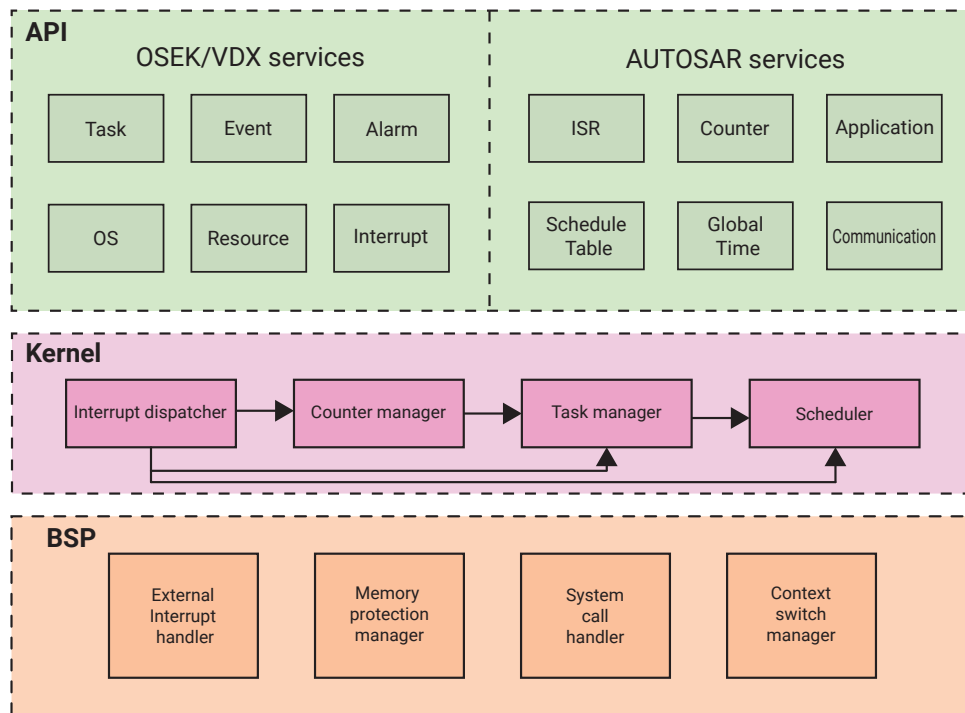 API
OSEK/VDX services
AUTOSAR services
Task
Event
Alarm
ISR
Counter
Application
OS
Resource
Interrupt
Schedule
Table
Global
Time
Communication
Kernel
Interrupt dispatcher
Counter manager
Task manager
Scheduler
BSP
External
Interrupt
handler
Memory
protection
manager
System
call
handler
Context
switch
manager